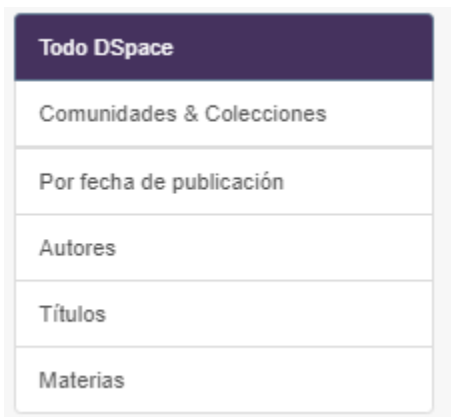 Todo DSpace
Comunidades & Colecciones
Por fecha de publicación
Autores
Títulos
Materias